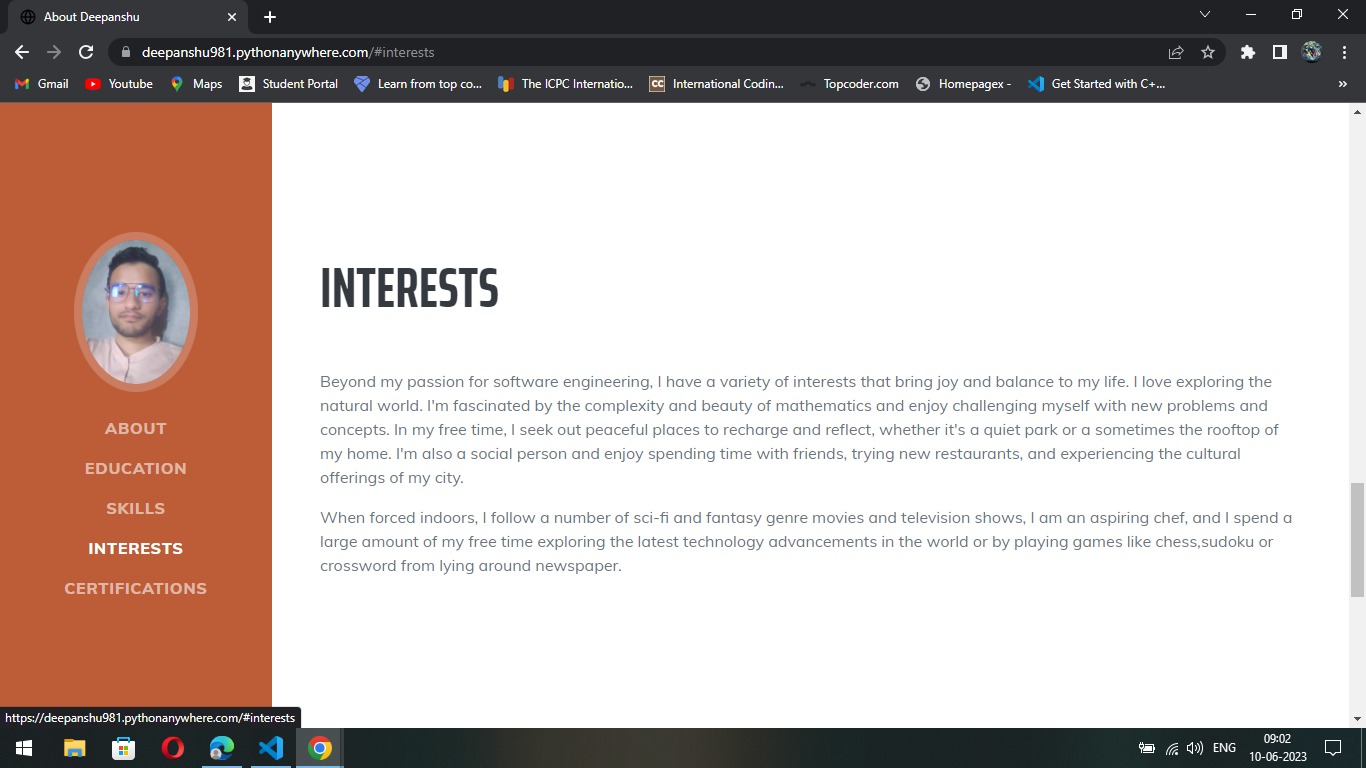 About Deepanshu
deepanshu981.pythonanywhere.com/#interests
Gmail
Youtube
Maps
Student Portal
Learn from top co...
The ICPC Internatio...
CC
International Codin...
Topcoder.com
Homepagex -
Get Started with C+...
»
INTERESTS
Beyond my passion for software engineering, I have a variety of interests that bring joy and balance to my life. I love exploring the
natural world. I'm fascinated by the complexity and beauty of mathematics and enjoy challenging myself with new problems and
concepts. In my free time, I seek out peaceful places to recharge and reflect, whether it's a quiet park or a sometimes the rooftop of
my home. I'm also a social person and enjoy spending time with friends, trying new restaurants, and experiencing the cultural
offerings of my city.
When forced indoors, I follow a number of sci-fi and fantasy genre movies and television shows, I am an aspiring chef, and I spend a
large amount of my free time exploring the latest technology advancements in the world or by playing games like chess,sudoku or
crossword from lying around newspaper.
ABOUT
EDUCATION
SKILLS
INTERESTS
CERTIFICATIONS
https://deepanshu981.pythonanywhere.com/#interests
ENG
09:02
10-06-2023